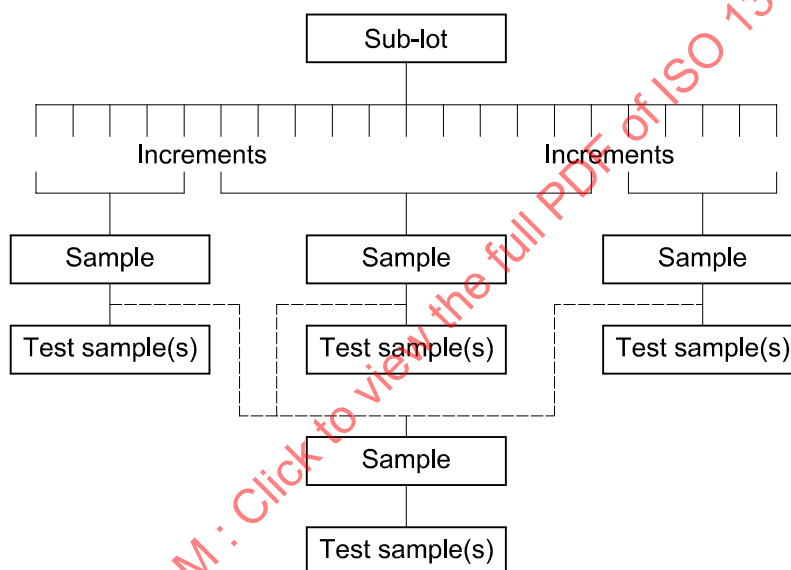 Sub-lot
Increments
Increments
Sample
Sample
Sample
Test sample(s)
Test sample(s)
Test sample(s)
Sample
Test sample(s)
M : Click to view the full PDF of ISO 13